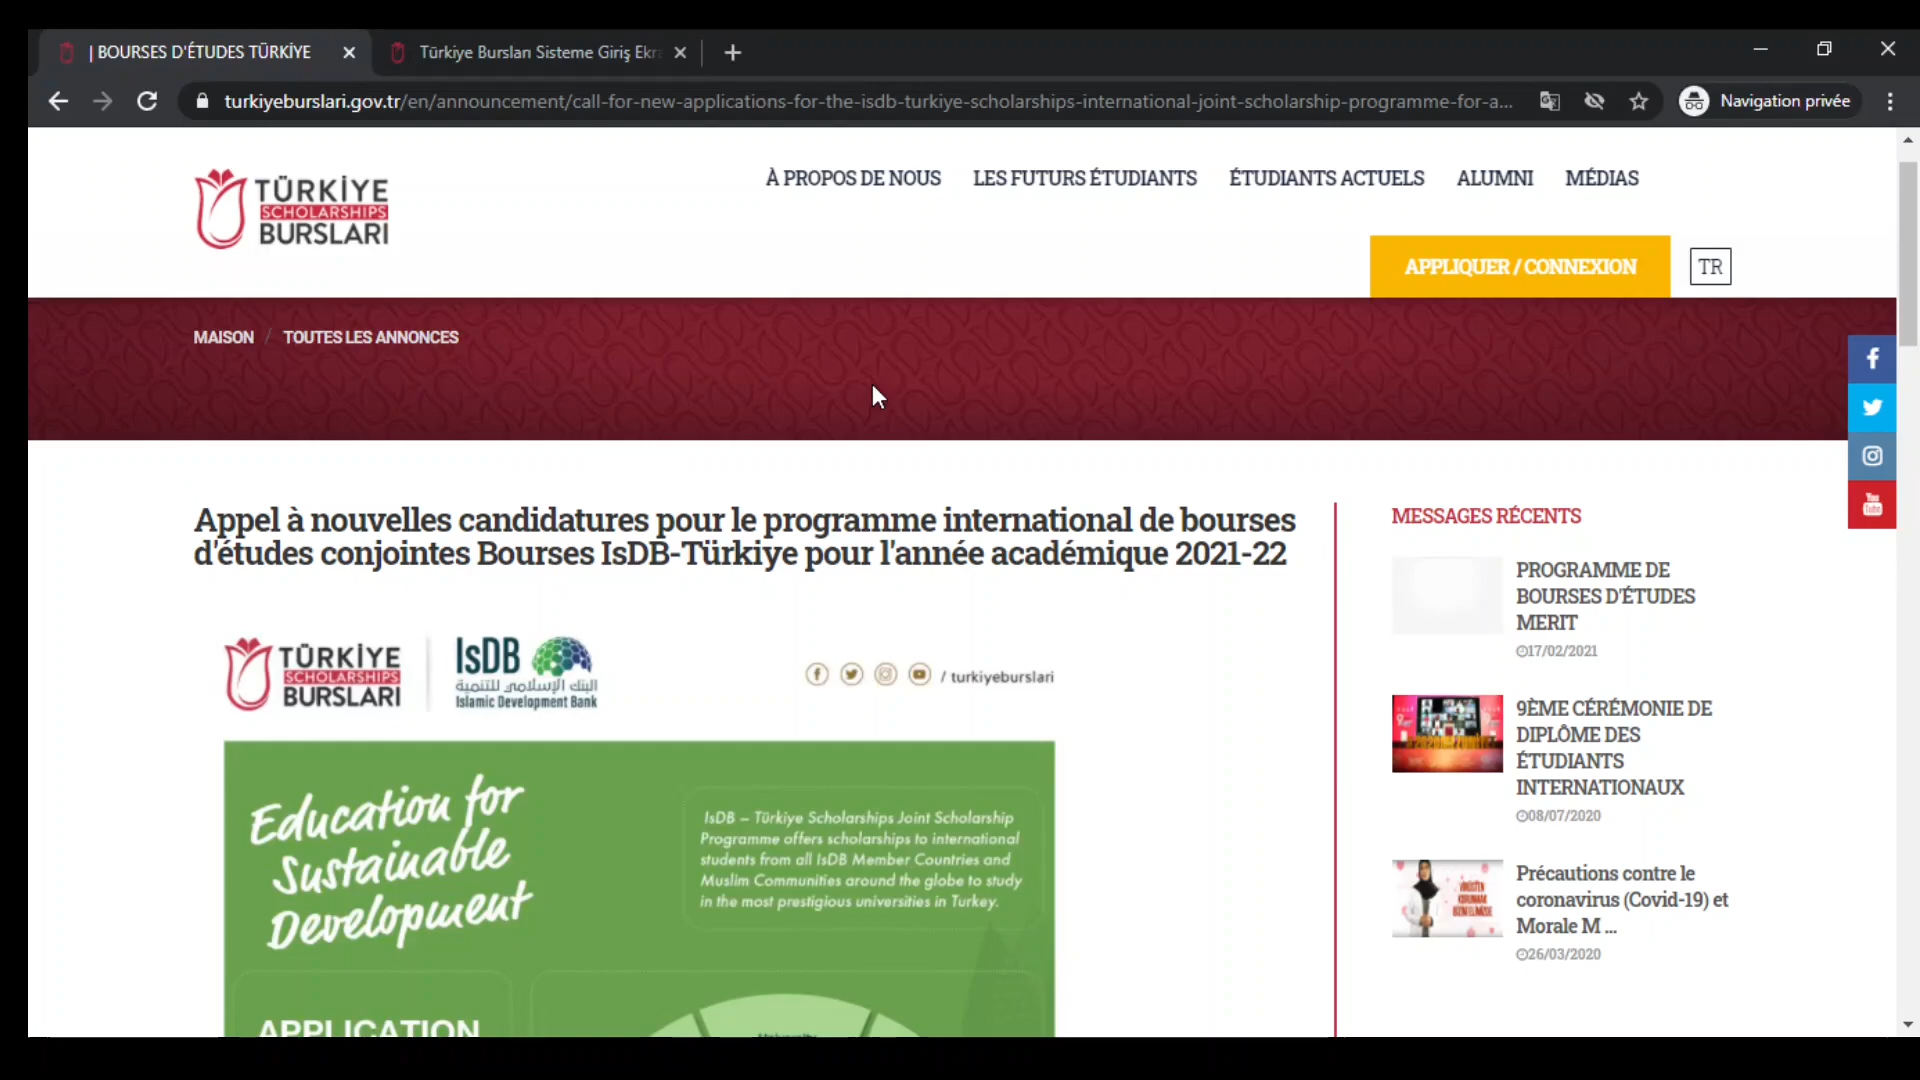 | BOURSES D'ÉTUDES TÜRKİYE
Türkiye Bursları Sisteme Giriş Ekr
turkiyeburslari.gov.tr/en/announcement/call-for-new-applications-for-the-isdb-turkiye-scholarships-international-joint-scholarship-programme-for-a...
Navigation privée
TÜRKİYE
SCHOLARSHIPS
BURSLARI
À PROPOS DE NOUS
LES FUTURS ÉTUDIANTS
ÉTUDIANTS ACTUELS
ALUMNI
MÉDIAS
APPLIQUER / CONNEXION
TR
MAISON / TOUTES LES ANNONCES
Appel à nouvelles candidatures pour le programme international de bourses
d'études conjointes Bourses IsDB-Türkiye pour l'année académique 2021-22
TÜRKİYE
SCHOLARSHIPS
BURSLARI
IsDB
البنك الإسلامي للتنمية
Islamic Development Bank
/ turkiyeburslari
Education for
Sustainable
Development
IsDB – Türkiye Scholarships Joint Scholarship
Programme offers scholarships to international
students from all IsDB Member Countries and
Muslim Communities around the globe to study
in the most prestigious universities in Turkey.
APPLICATION
MESSAGES RÉCENTS
PROGRAMME DE
BOURSES D'ÉTUDES
MERIT
17/02/2021
9ÈME CÉRÉMONIE DE
DIPLÔME DES
ÉTUDIANTS
INTERNATIONAUX
08/07/2020
Précautions contre le
coronavirus (Covid-19) et
Morale M ...
26/03/2020